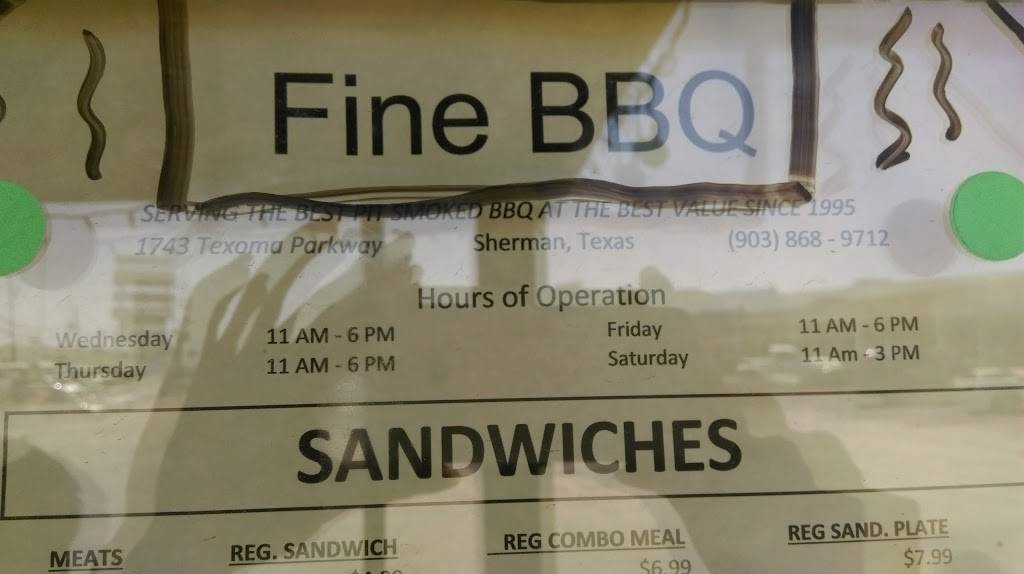 Fine BBQ
SERVING THE BEST PIT SMOKED BBQ AT THE BEST VALUE SINCE 1995
1743 Texoma Parkway Sherman, Texas (903) 868 - 9712
Hours of Operation
Wednesday 11 AM - 6 PM Friday 11 AM - 6 PM
Thursday 11 AM - 6 PM Saturday 11 Am - 3 PM
SANDWICHES
MEATS REG. SANDWICH REG COMBO MEAL REG SAND. PLATE
$6.99 $7.99